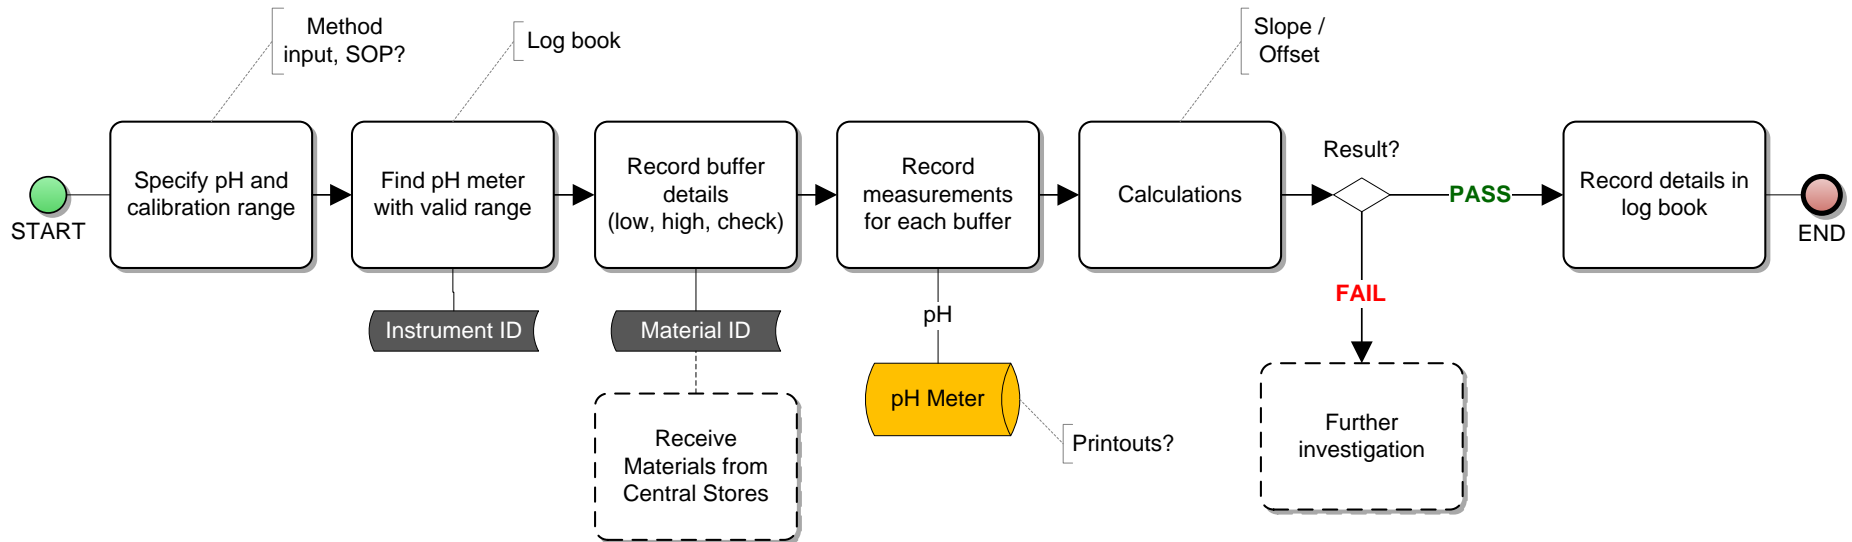 Method
input, SOP?
Log book
Slope /
Offset
START
Specify pH and
calibration range
Find pH meter
with valid range
Record buffer
details
(low, high, check)
Record
measurements
for each buffer
Calculations
Result?
PASS
Record details in
log book
END
FAIL
Instrument ID
Material ID
pH
pH Meter
Printouts?
Receive
Materials from
Central Stores
Further
investigation